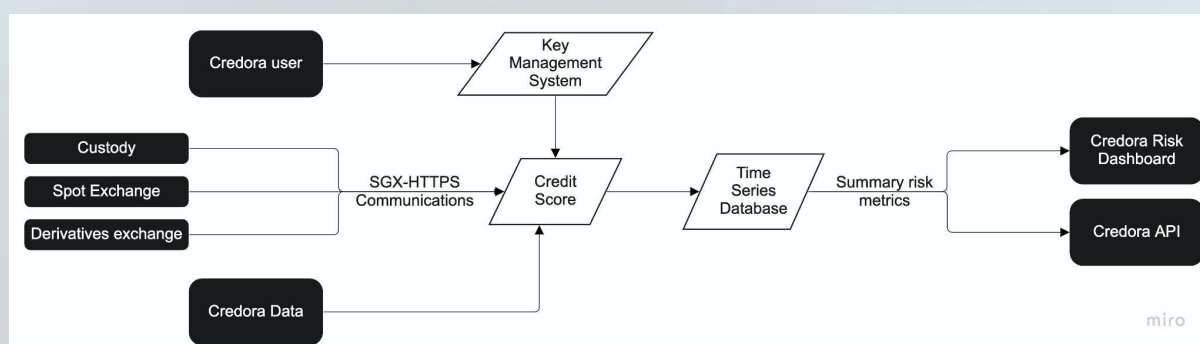 Credora user
Key
Management
System
Custody
Spot Exchange
Derivatives exchange
SGX-HTTPS
Communications
Credit
Score
Time
Series
Database
Summary risk
metrics
Credora Risk
Dashboard
Credora API
Credora Data
miro